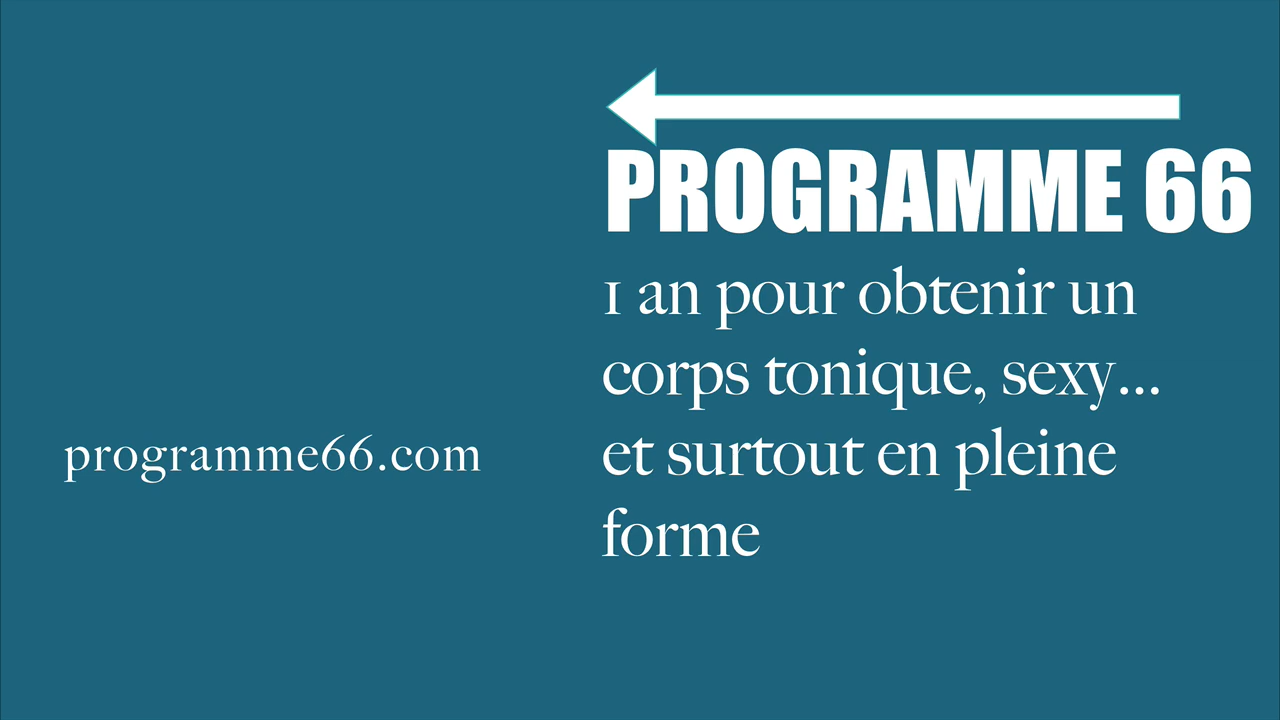 PROGRAMME 66
1 an pour obtenir un
corps tonique, sexy...
et surtout en pleine
forme
programme66.com